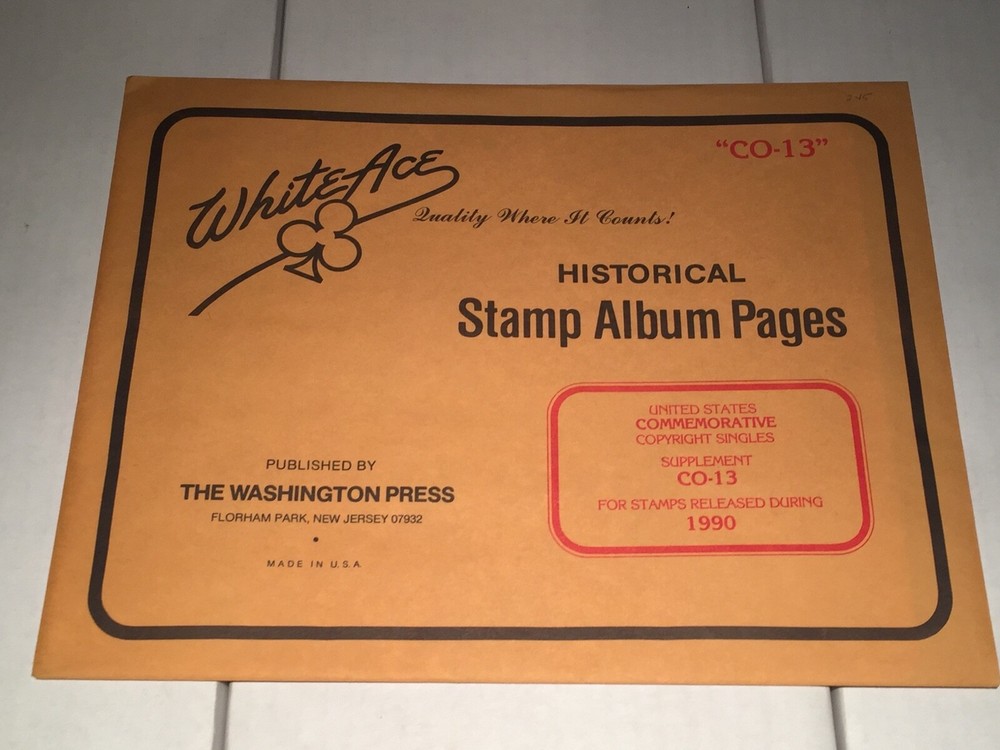 "CO-13"
White Ace
Quality Where It Counts!
HISTORICAL
Stamp Album Pages
UNITED STATES
COMMEMORATIVE
COPYRIGHT SINGLES
SUPPLEMENT
CO-13
FOR STAMPS RELEASED DURING
1990
PUBLISHED BY
THE WASHINGTON PRESS
FLORHAM PARK, NEW JERSEY 07932
•
MADE IN U.S.A.